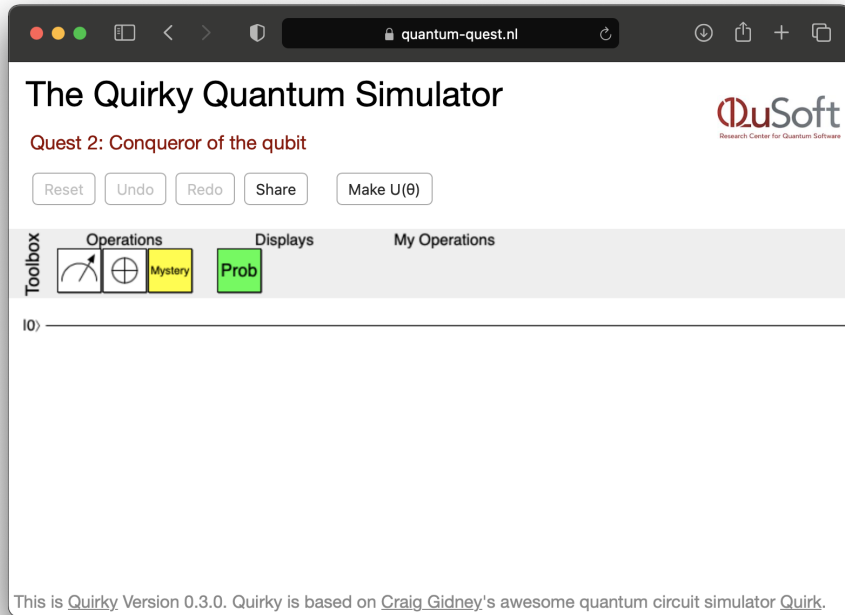 quantum-quest.nl
The Quirky Quantum Simulator
QuSoft
Research Center for Quantum Software
Quest 2: Conqueror of the qubit
Reset Undo Redo Share Make U(θ)
Toolbox
Operations Displays My Operations
Mystery Prob
|0⟩
This is Quirky Version 0.3.0. Quirky is based on Craig Gidney's awesome quantum circuit simulator Quirk.